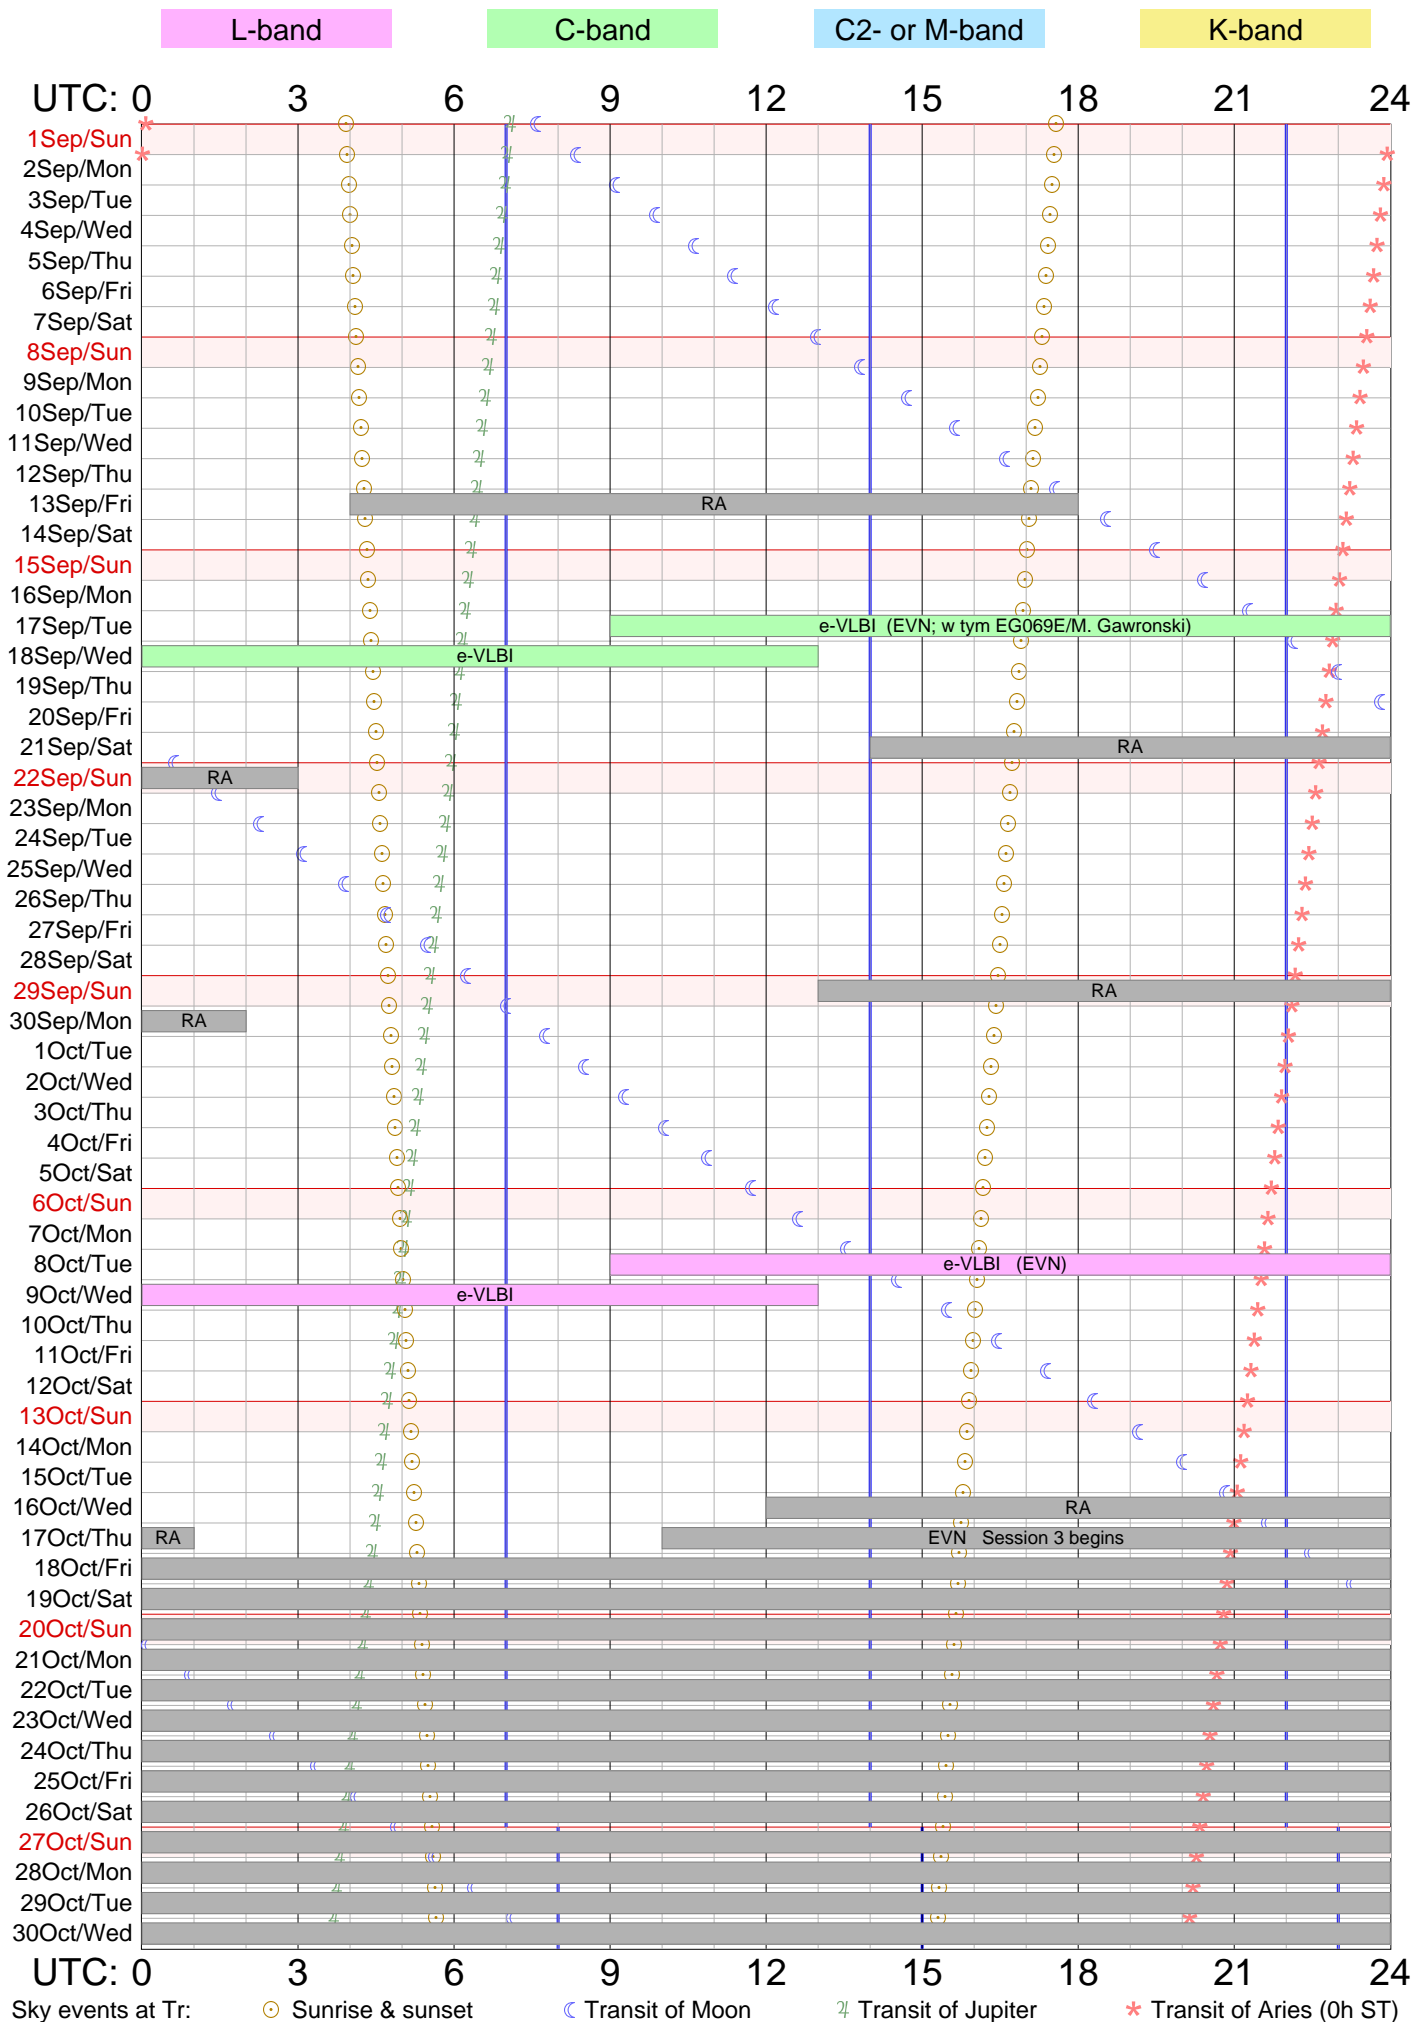 L-band C-band C2- or M-band K-band
UTC: 0 3 6 9 12 15 18 21 24
1Sep/Sun
2Sep/Mon
3Sep/Tue
4Sep/Wed
5Sep/Thu
6Sep/Fri
7Sep/Sat
8Sep/Sun
9Sep/Mon
10Sep/Tue
11Sep/Wed
12Sep/Thu
13Sep/Fri RA
14Sep/Sat
15Sep/Sun
16Sep/Mon
17Sep/Tue e-VLBI (EVN; w tym EG069E/M. Gawronski)
18Sep/Wed e-VLBI
19Sep/Thu
20Sep/Fri
21Sep/Sat RA
22Sep/Sun RA
23Sep/Mon
24Sep/Tue
25Sep/Wed
26Sep/Thu
27Sep/Fri
28Sep/Sat
29Sep/Sun RA
30Sep/Mon RA
1Oct/Tue
2Oct/Wed
3Oct/Thu
4Oct/Fri
5Oct/Sat
6Oct/Sun
7Oct/Mon
8Oct/Tue e-VLBI (EVN)
9Oct/Wed e-VLBI
10Oct/Thu
11Oct/Fri
12Oct/Sat
13Oct/Sun
14Oct/Mon
15Oct/Tue
16Oct/Wed RA
17Oct/Thu RA EVN Session 3 begins
18Oct/Fri
19Oct/Sat
20Oct/Sun
21Oct/Mon
22Oct/Tue
23Oct/Wed
24Oct/Thu
25Oct/Fri
26Oct/Sat
27Oct/Sun
28Oct/Mon
29Oct/Tue
30Oct/Wed
UTC: 0 3 6 9 12 15 18 21 24
Sky events at Tr: Sunrise & sunset Transit of Moon Transit of Jupiter Transit of Aries (0h ST)